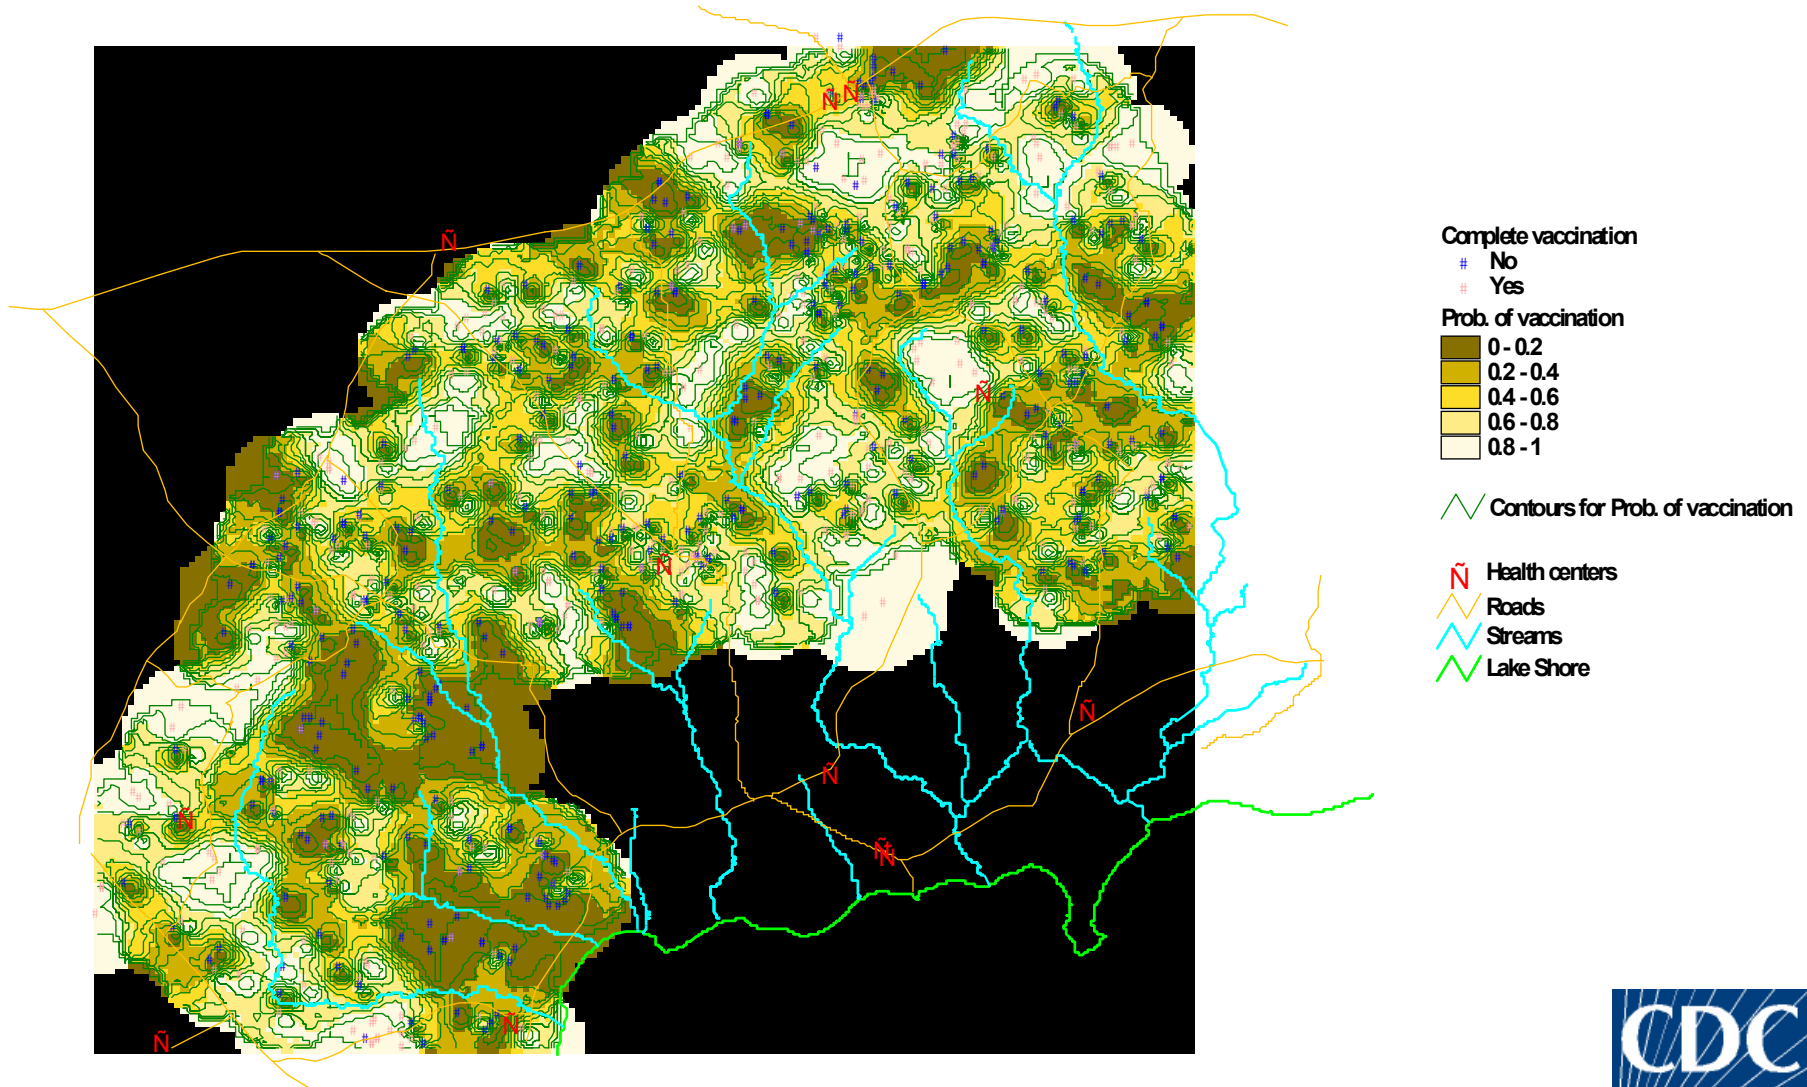 Complete vaccination
# No
# Yes
Prob. of vaccination
0 - 0.2
0.2 - 0.4
0.4 - 0.6
0.6 - 0.8
0.8 - 1
Contours for Prob. of vaccination
Ñ Health centers
Roads
Streams
Lake Shore
CDC